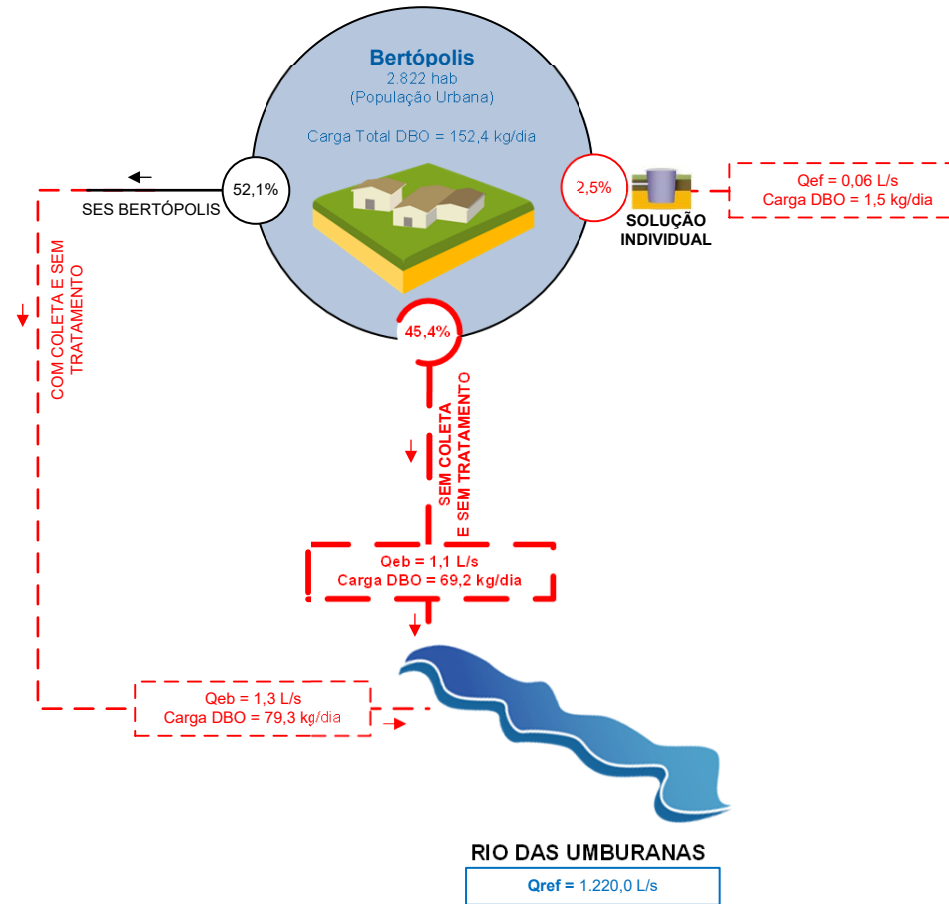 Bertópolis
2.822 hab
(População Urbana)
Carga Total DBO = 152,4 kg/dia
52,1%
SES BERTÓPOLIS
2,5%
SOLUÇÃO
INDIVIDUAL
Qef = 0,06 L/s
Carga DBO = 1,5 kg/dia
COM COLETA E SEM
TRATAMENTO
45,4%
SEM COLETA
E SEM TRATAMENTO
Qeb = 1,1 L/s
Carga DBO = 69,2 kg/dia
Qeb = 1,3 L/s
Carga DBO = 79,3 kg/dia
RIO DAS UMBURANAS
Qref = 1.220,0 L/s